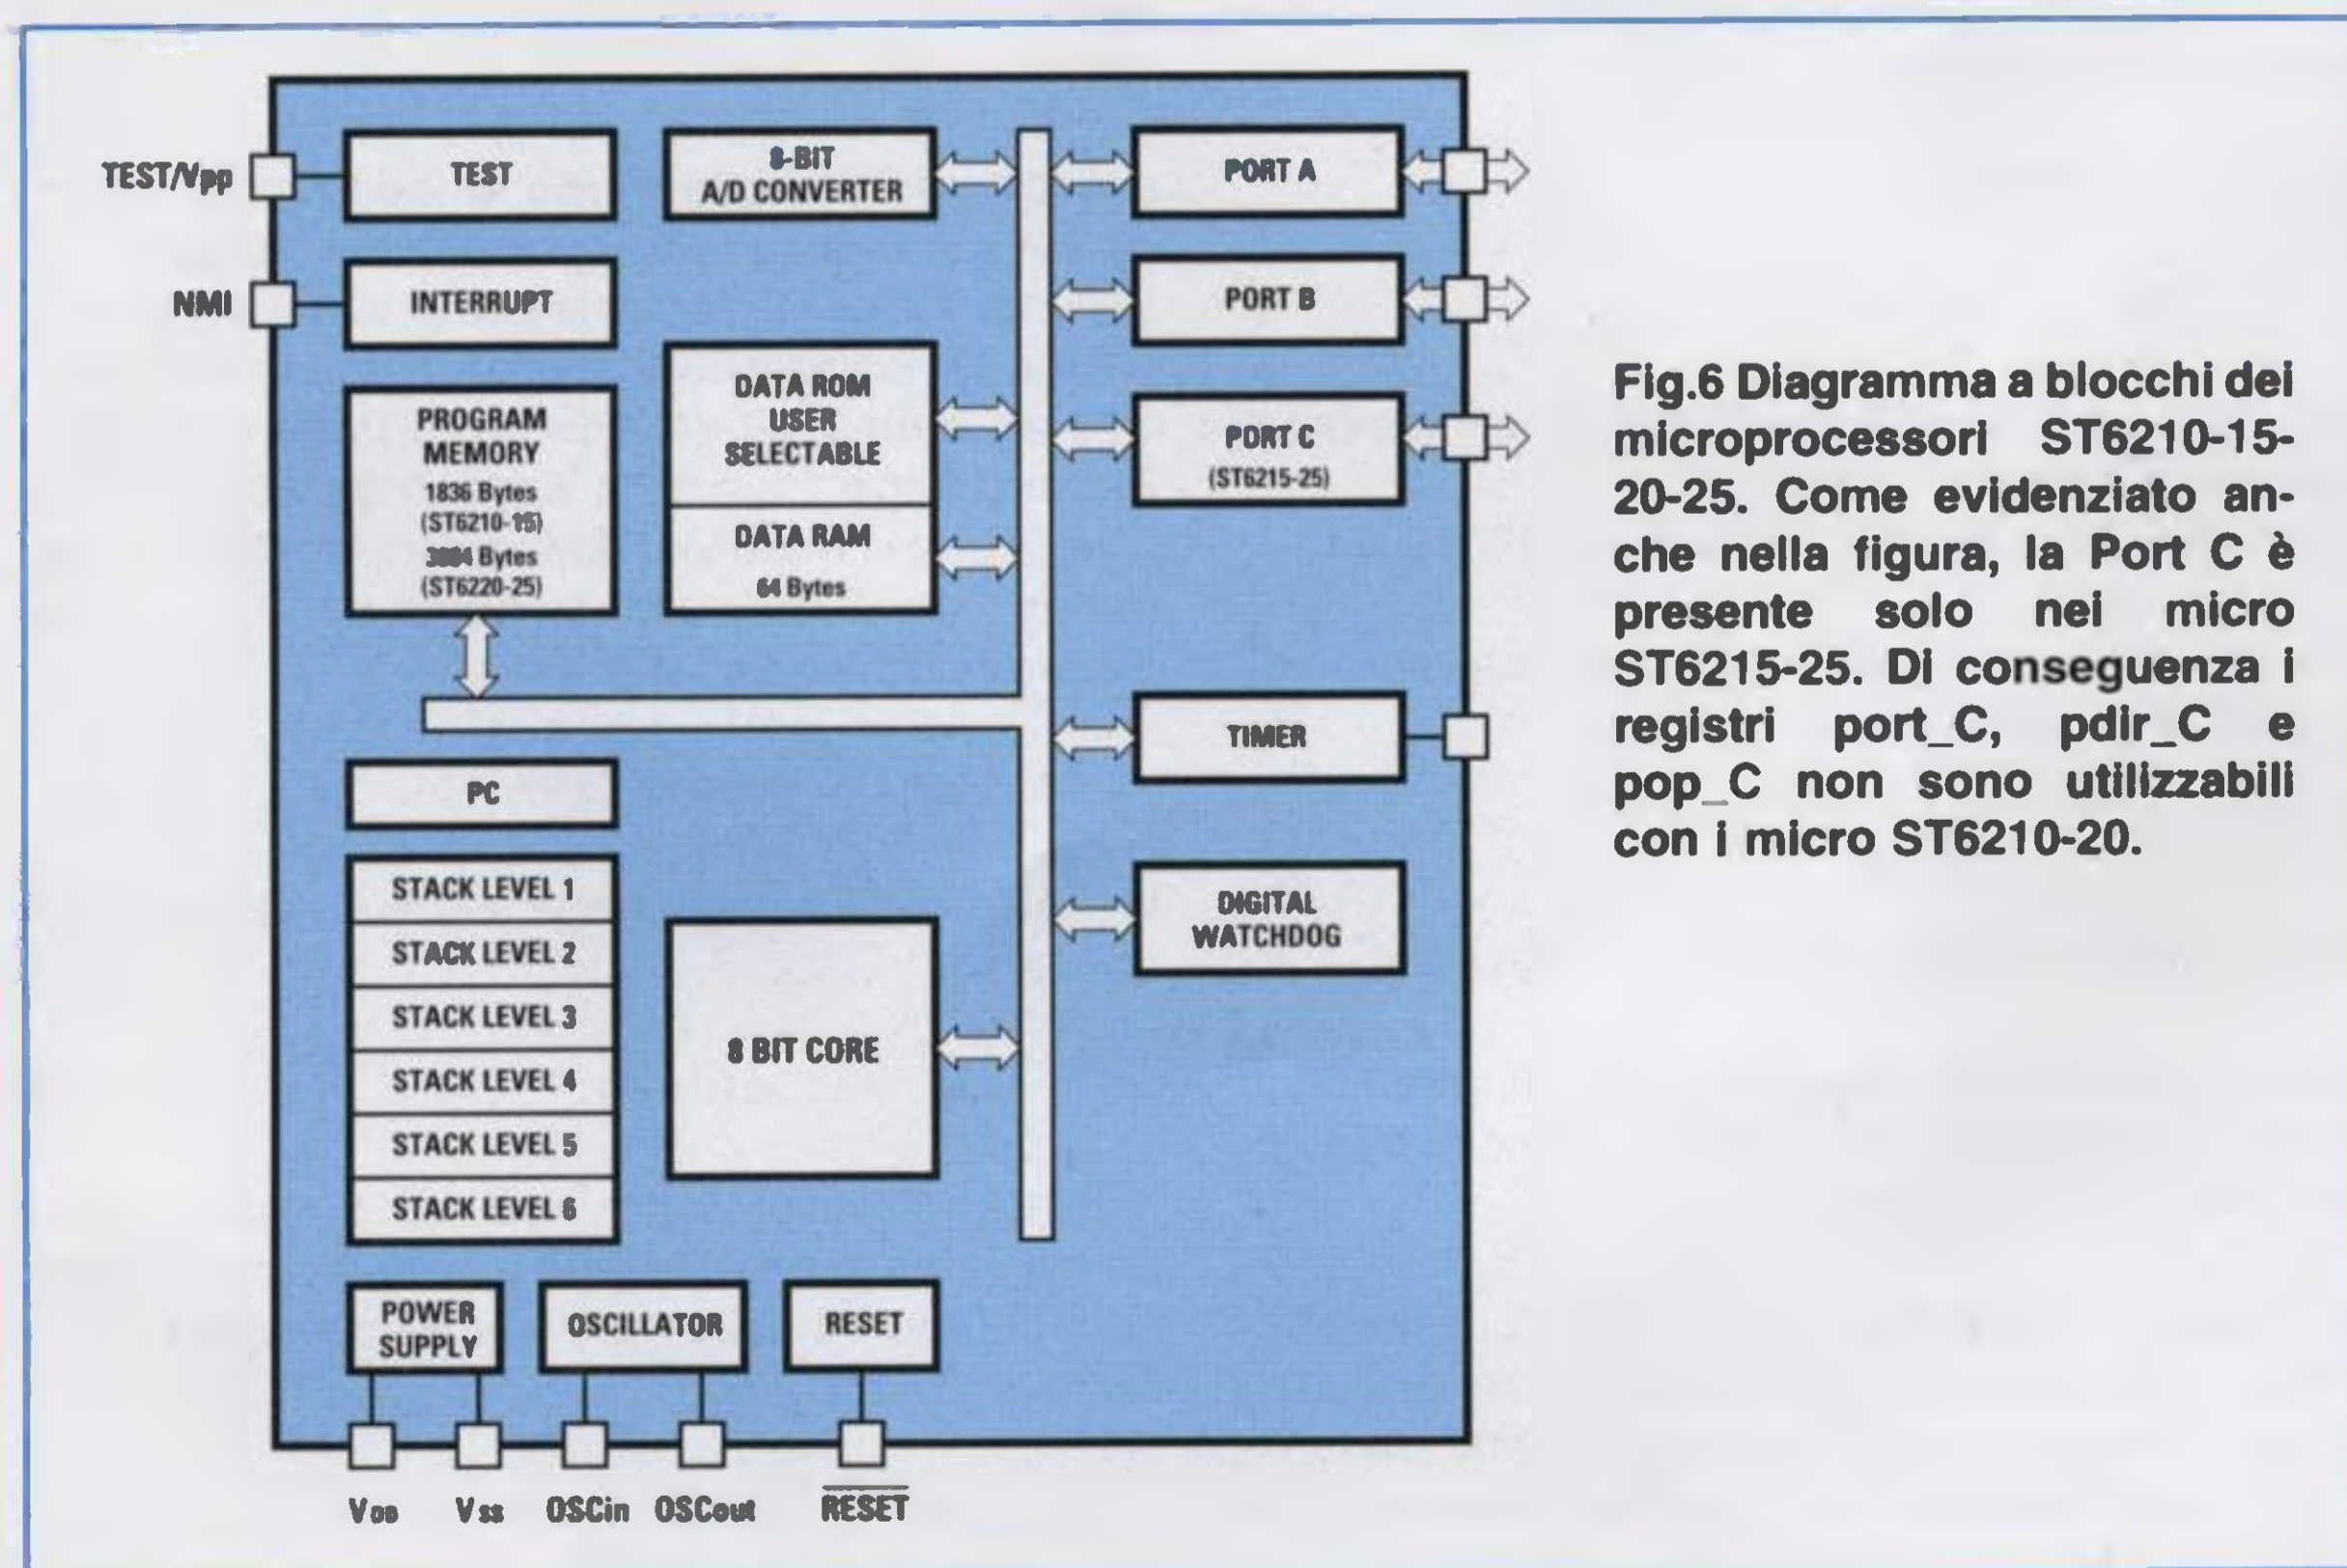 TEST/Vpp
TEST
8-BIT
A/D CONVERTER
PORT A
NMI
INTERRUPT
PORT B
PROGRAM
MEMORY
1836 Bytes
(ST6210-15)
Bytes
(ST6220-25)
DATA ROM
USER
SELECTABLE
DATA RAM
64 Bytes
PORT C
(ST6215-25)
TIMER
PC
STACK LEVEL 1
STACK LEVEL 2
STACK LEVEL 3
STACK LEVEL 4
STACK LEVEL 5
STACK LEVEL 6
8 BIT CORE
DIGITAL
WATCHDOG
POWER
SUPPLY
OSCILLATOR
RESET
VDD
Vss
OSCin
OSCout
RESET
Fig.6 Diagramma a blocchi dei
microprocessori ST6210-15-
20-25. Come evidenziato an-
che nella figura, la Port C è
presente solo nei micro
ST6215-25. Di conseguenza i
registri port_C, pdir_C e
pop_C non sono utilizzabili
con i micro ST6210-20.